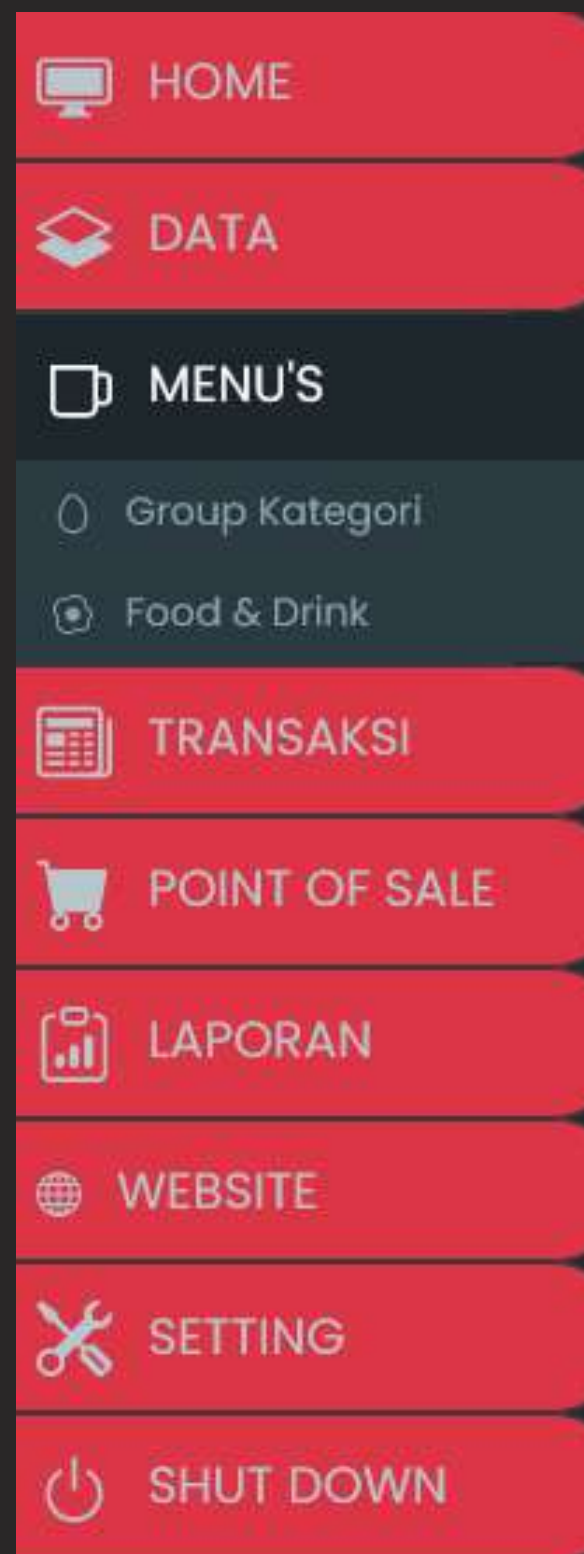 HOME
DATA
MENU'S
Group Kategori
Food & Drink
TRANSAKSI
POINT OF SALE
LAPORAN
WEBSITE
SETTING
SHUT DOWN